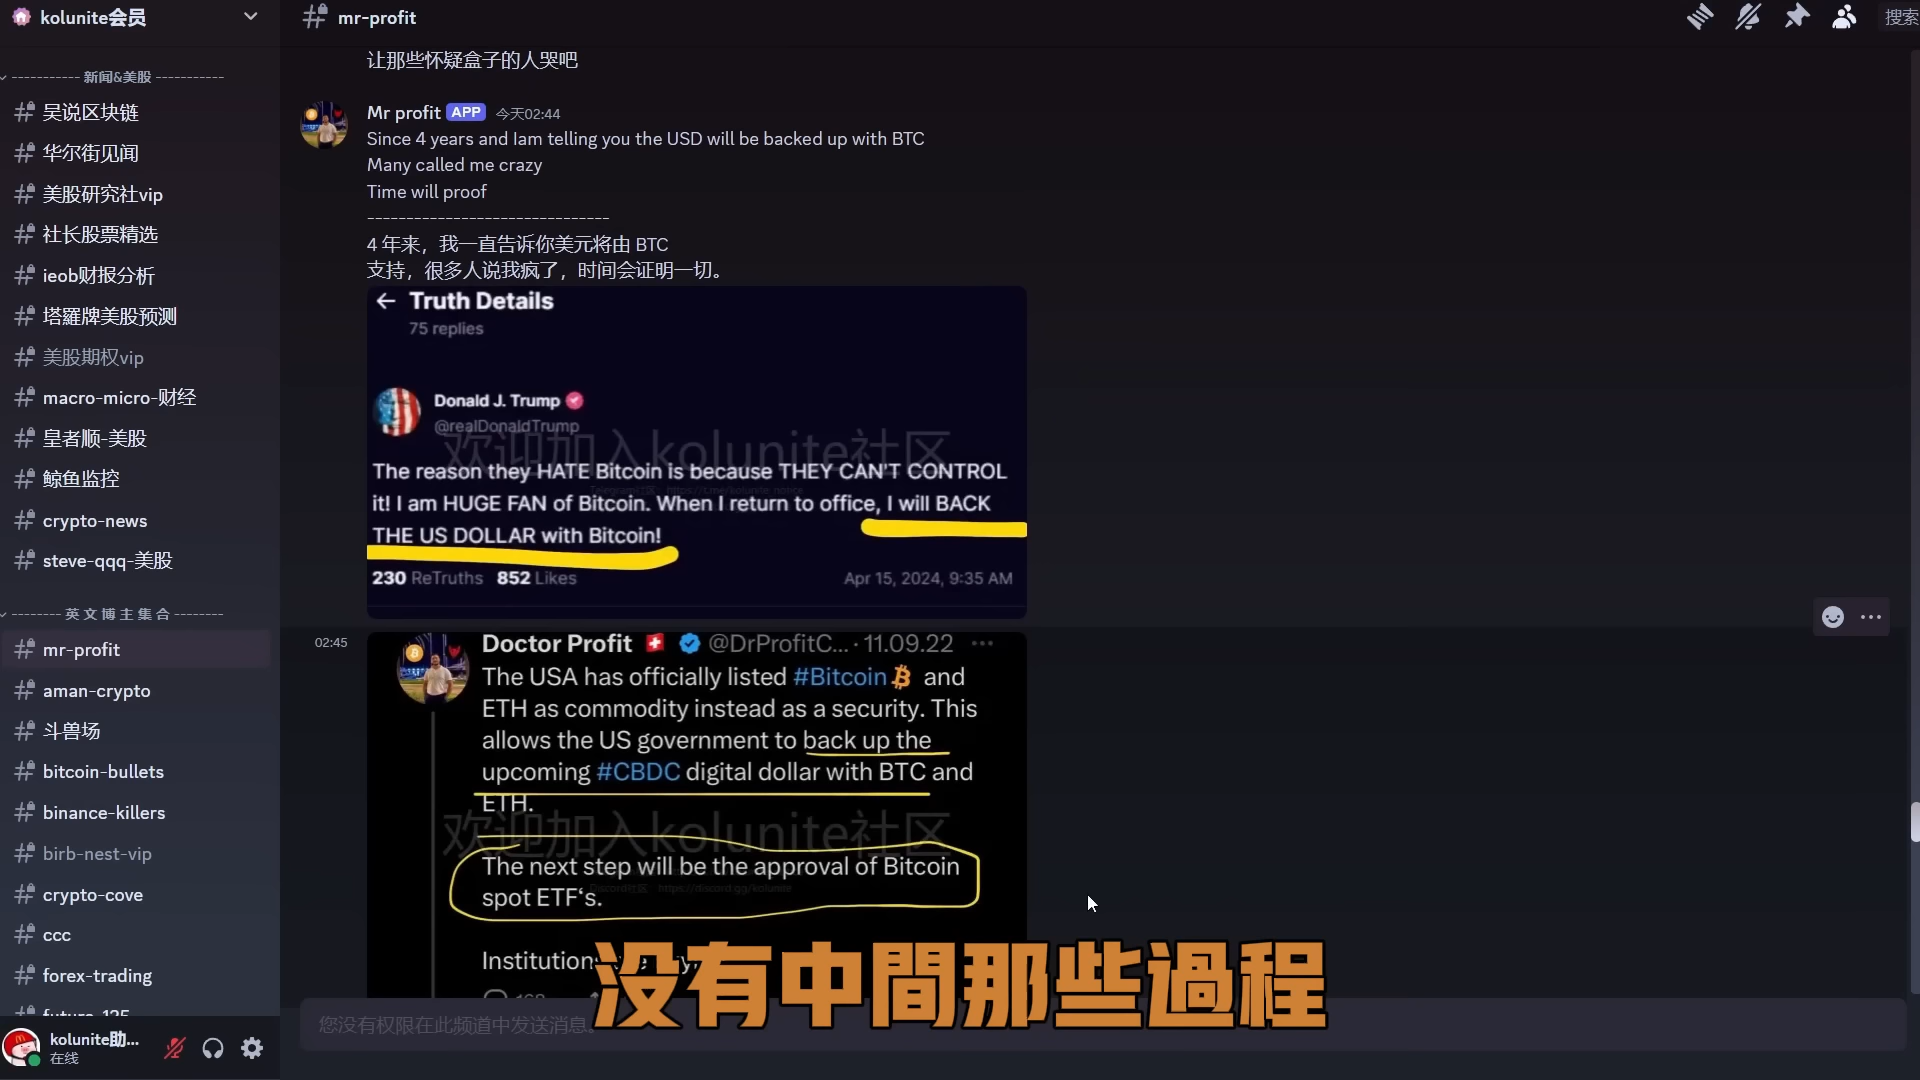 kolunite会员
----------- 新闻&美股 -----------
吴说区块链
华尔街见闻
美股研究社vip
社长股票精选
ieob财报分析
塔羅牌美股预测
美股期权vip
macro-micro-财经
皇者顺-美股
鲸鱼监控
crypto-news
steve-qqq-美股
-------- 英文博主集合 --------
mr-profit
aman-crypto
斗兽场
bitcoin-bullets
binance-killers
birb-nest-vip
crypto-cove
ccc
forex-trading
kolunite助...
在线
mr-profit
搜索
让那些怀疑盒子的人哭吧
Mr profit APP 今天02:44
Since 4 years and Iam telling you the USD will be backed up with BTC
Many called me crazy
Time will proof
-------------------------------
4 年来，我一直告诉你美元将由 BTC
支持，很多人说我疯了，时间会证明一切。
Truth Details
75 replies
Donald J. Trump
@realDonaldTrump
欢迎加入kolunite社区
The reason they HATE Bitcoin is because THEY CAN'T CONTROL
it! I am HUGE FAN of Bitcoin. When I return to office, I will BACK
THE US DOLLAR with Bitcoin!
230 ReTruths 852 Likes
Apr 15, 2024, 9:35 AM
02:45
Doctor Profit @DrProfitC... · 11.09.22
The USA has officially listed #Bitcoin and
ETH as commodity instead as a security. This
allows the US government to back up the
upcoming #CBDC digital dollar with BTC and
ETH.
欢迎加入kolunite社区
The next step will be the approval of Bitcoin
Discord社区 https://discord.gg/kolunite
spot ETF's.
Institution
没有中間那些過程
您没有权限在此频道中发送消息。